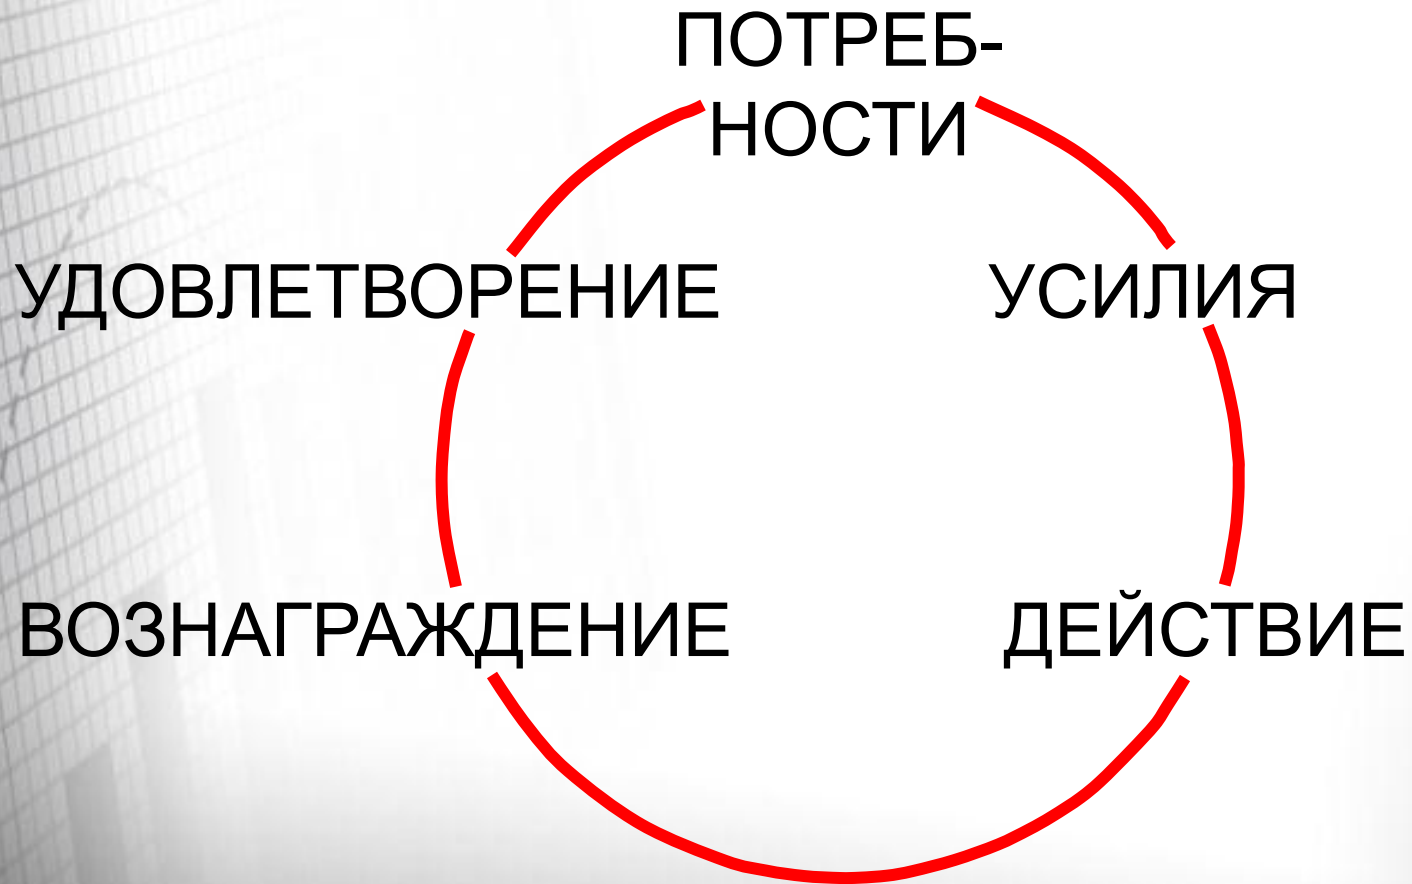 ПОТРЕБ-
НОСТИ
УДОВЛЕТВОРЕНИЕ
УСИЛИЯ
ВОЗНАГРАЖДЕНИЕ
ДЕЙСТВИЕ